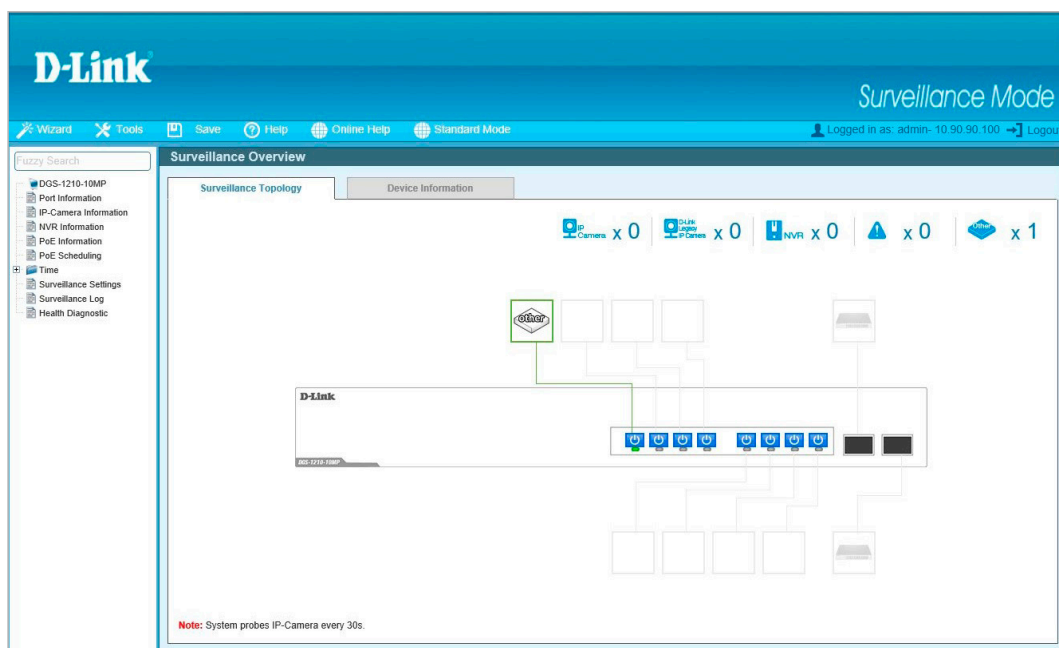 D-Link
Surveillance Mode
Wizard Tools Save Help Online Help Standard Mode Logged in as: admin- 10.90.90.100 Logou
Fuzzy Search
DGS-1210-10MP
Port Information
IP-Camera Information
NVR Information
PoE Information
PoE Scheduling
Time
Surveillance Settings
Surveillance Log
Health Diagnostic
Surveillance Overview
Surveillance Topology Device Information
IP Camera x 0 D-Link Legacy IP Camera x 0 NVR x 0 x 0 Other x 1
other
D-Link
DGS-1210-10MP
Note: System probes IP-Camera every 30s.